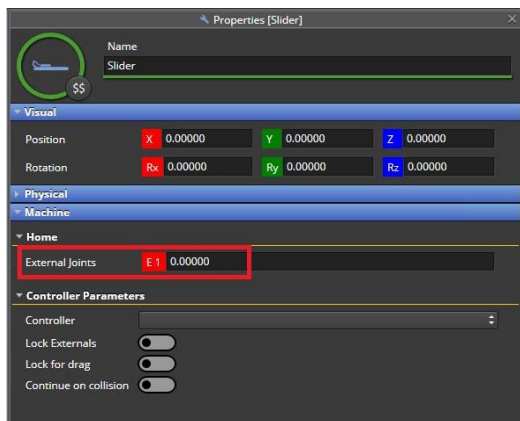 Properties [Slider]
Name
Slider
$$
Visual
Position X 0.00000 Y 0.00000 Z 0.00000
Rotation Rx 0.00000 Ry 0.00000 Rz 0.00000
Physical
Machine
Home
External Joints E 1 0.00000
Controller Parameters
Controller
Lock Externals
Lock for drag
Continue on collision